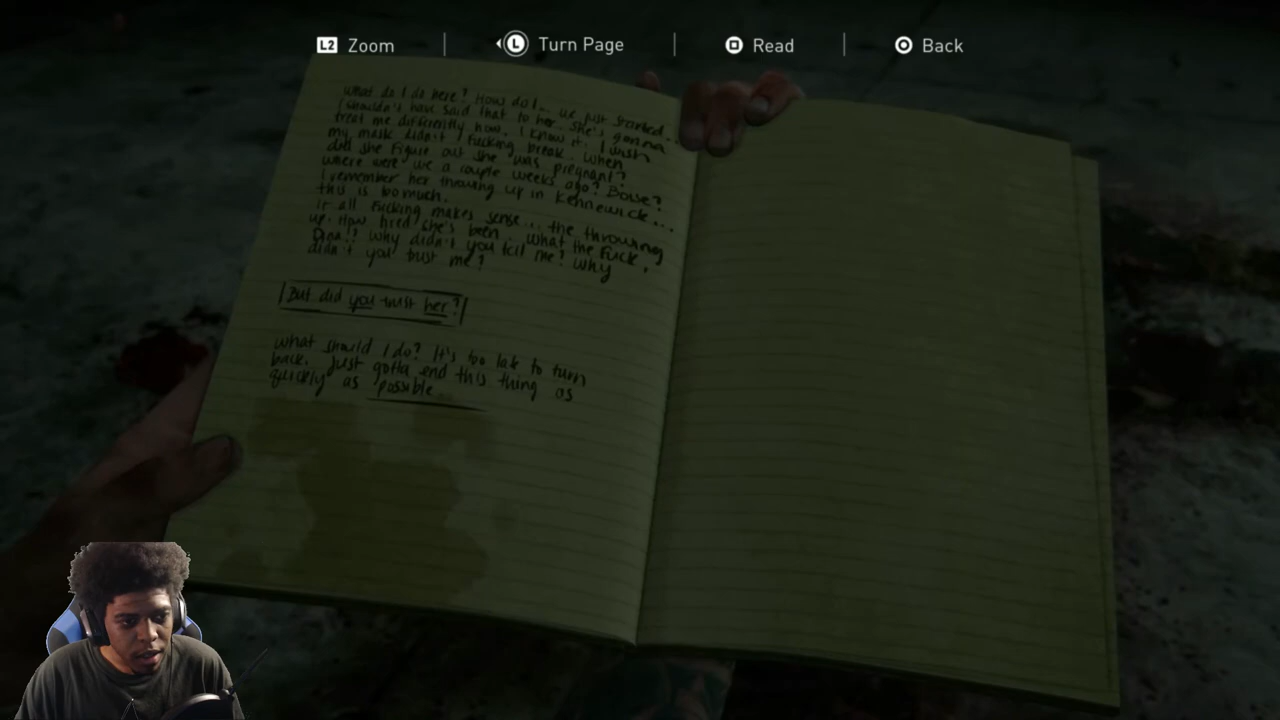 L2 Zoom | L Turn Page | Read | Back
What do I do here? How do I... we just started.
I shouldn't have said that to her. She's gonna
treat me differently now. I know it. I wish
my mask didn't fucking break. When
did she figure out she was pregnant?
where were we a couple weeks ago? Boise?
I remember her throwing up in Kennewick...
this is too much.
it all fucking makes sense... the throwing
up. How tired she's been. What the Fuck,
Dina!? Why didn't you tell me? Why
didn't you trust me?
But did you trust her?
what should I do? It's too late to turn
back. Just gotta end this thing as
quickly as possible.